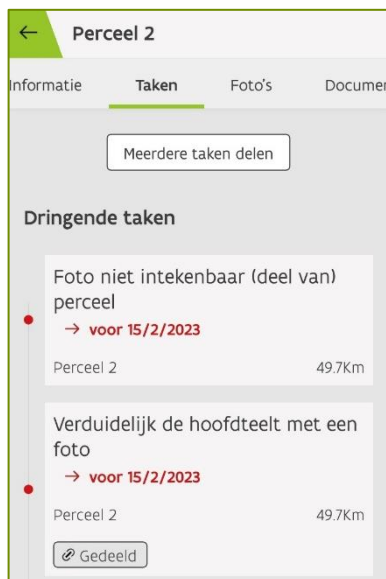 ← Perceel 2
Informatie Taken Foto's Documen
Meerdere taken delen
Dringende taken
Foto niet intekenbaar (deel van)
perceel
→ voor 15/2/2023
Perceel 2 49.7Km
Verduidelijk de hoofdteelt met een
foto
→ voor 15/2/2023
Perceel 2 49.7Km
Gedeeld